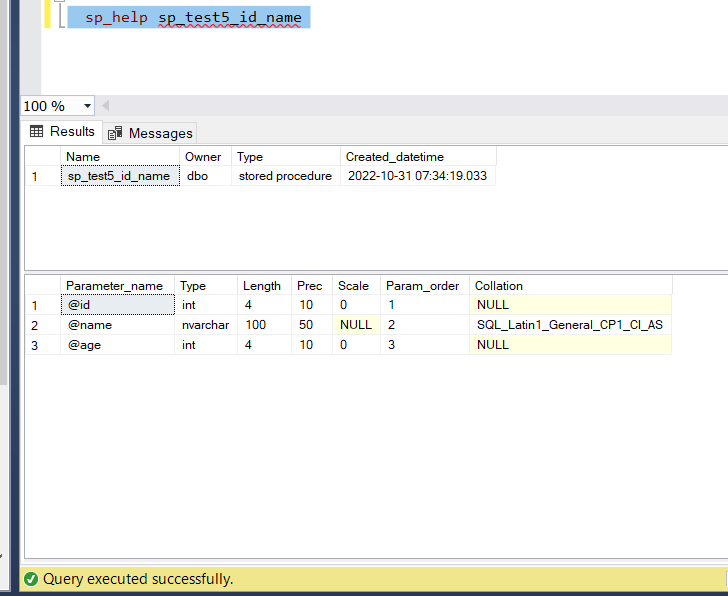 sp_help sp_test5_id_name
100 %
Results Messages
Name Owner Type Created_datetime
1 sp_test5_id_name dbo stored procedure 2022-10-31 07:34:19.033
Parameter_name Type Length Prec Scale Param_order Collation
1 @id int 4 10 0 1 NULL
2 @name nvarchar 100 50 NULL 2 SQL_Latin1_General_CP1_CI_AS
3 @age int 4 10 0 3 NULL
Query executed successfully.